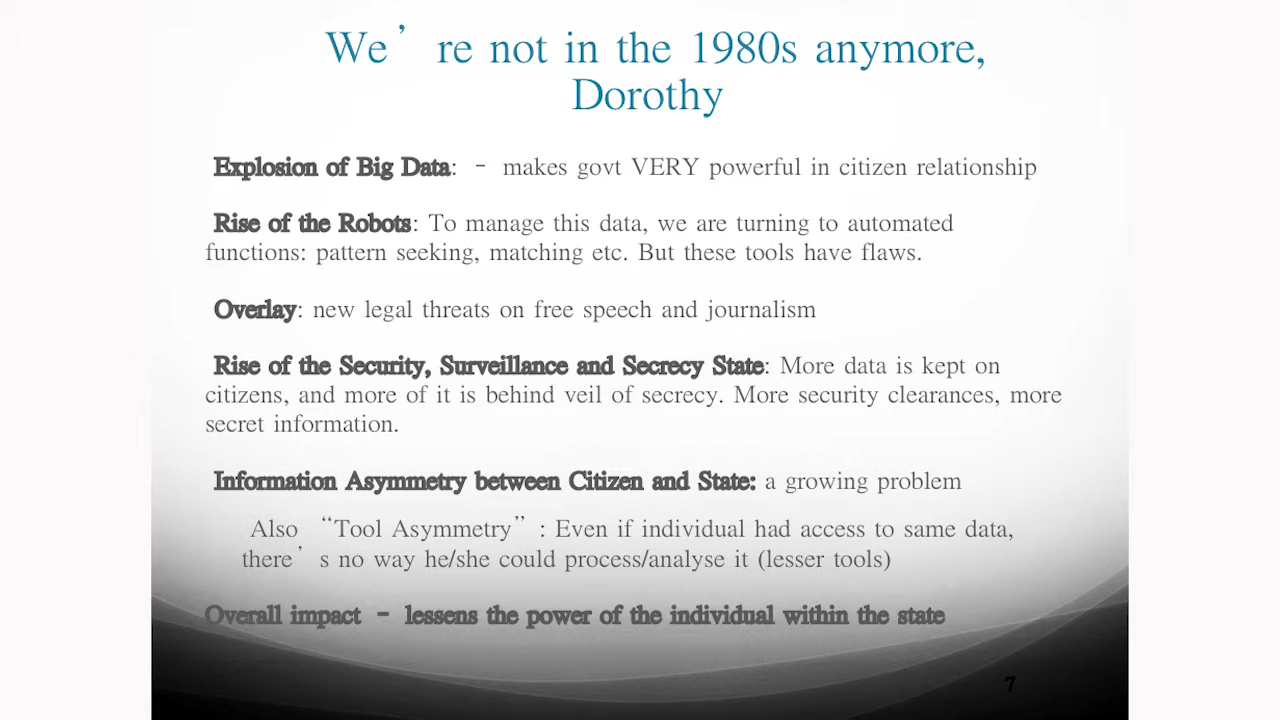 We’re not in the 1980s anymore,
Dorothy
Explosion of Big Data: – makes govt VERY powerful in citizen relationship
Rise of the Robots: To manage this data, we are turning to automated
functions: pattern seeking, matching etc. But these tools have flaws.
Overlay: new legal threats on free speech and journalism
Rise of the Security, Surveillance and Secrecy State: More data is kept on
citizens, and more of it is behind veil of secrecy. More security clearances, more
secret information.
Information Asymmetry between Citizen and State: a growing problem
Also “Tool Asymmetry”: Even if individual had access to same data,
there’s no way he/she could process/analyse it (lesser tools)
Overall impact – lessens the power of the individual within the state
7